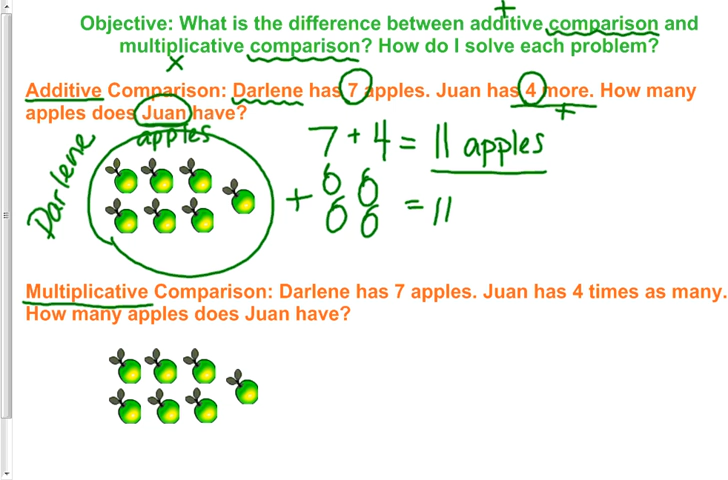 +
Objective: What is the difference between additive comparison and
multiplicative comparison? How do I solve each problem?
x
Additive Comparison: Darlene has 7 apples. Juan has 4 more. How many
apples does Juan have?
+
apples
Darlene
7 + 4 = 11 apples
+ = 11
Multiplicative Comparison: Darlene has 7 apples. Juan has 4 times as many.
How many apples does Juan have?